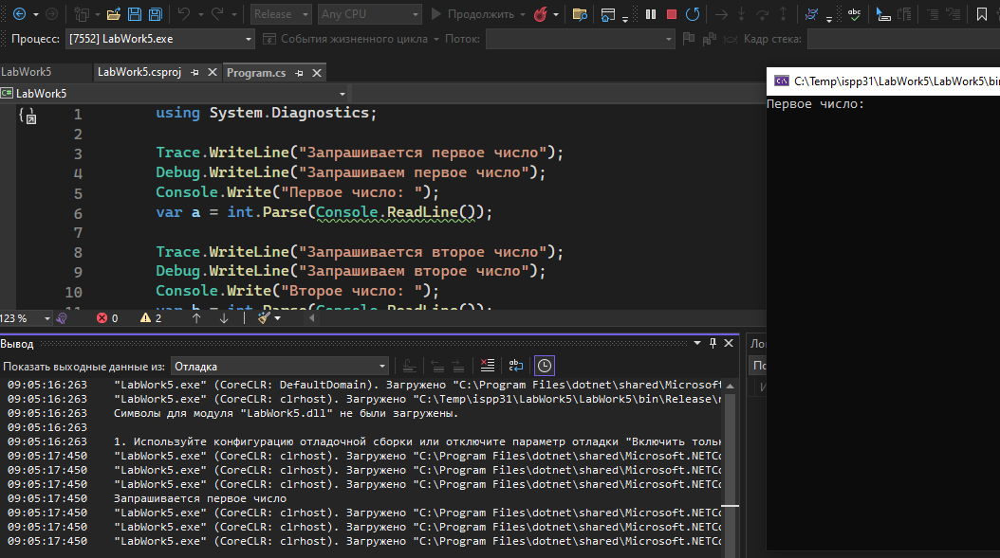 Release Any CPU Продолжить
Процесс: [7552] LabWork5.exe События жизненного цикла Поток: Кадр стека:
LabWork5 LabWork5.csproj Program.cs
C# LabWork5
C:\Temp\ispp31\LabWork5\LabWork5\bin
Первое число:
1 using System.Diagnostics;
2
3 Trace.WriteLine("Запрашивается первое число");
4 Debug.WriteLine("Запрашиваем первое число");
5 Console.Write("Первое число: ");
6 var a = int.Parse(Console.ReadLine());
7
8 Trace.WriteLine("Запрашивается второе число");
9 Debug.WriteLine("Запрашиваем второе число");
10 Console.Write("Второе число: ");
11 var b = int.Parse(Console.ReadLine());
123 % 0 2
Вывод
Показать выходные данные из: Отладка
09:05:16:263 "LabWork5.exe" (CoreCLR: DefaultDomain). Загружено "C:\Program Files\dotnet\shared\Microsoft
09:05:16:263 "LabWork5.exe" (CoreCLR: clrhost). Загружено "C:\Temp\ispp31\LabWork5\LabWork5\bin\Release\
09:05:16:263 Символы для модуля "LabWork5.dll" не были загружены.
09:05:16:263
09:05:16:263 1. Используйте конфигурацию отладочной сборки или отключите параметр отладки "Включить
09:05:17:450 "LabWork5.exe" (CoreCLR: clrhost). Загружено "C:\Program Files\dotnet\shared\Microsoft.NETCo
09:05:17:450 "LabWork5.exe" (CoreCLR: clrhost). Загружено "C:\Program Files\dotnet\shared\Microsoft.NETCo
09:05:17:450 "LabWork5.exe" (CoreCLR: clrhost). Загружено "C:\Program Files\dotnet\shared\Microsoft.NETCo
09:05:17:450 Запрашивается первое число
09:05:17:450 "LabWork5.exe" (CoreCLR: clrhost). Загружено "C:\Program Files\dotnet\shared\Microsoft.NETCo
09:05:17:450 "LabWork5.exe" (CoreCLR: clrhost). Загружено "C:\Program Files\dotnet\shared\Microsoft.NETCo
09:05:17:450 "LabWork5.exe" (CoreCLR: clrhost). Загружено "C:\Program Files\dotnet\shared\Microsoft.NETCo